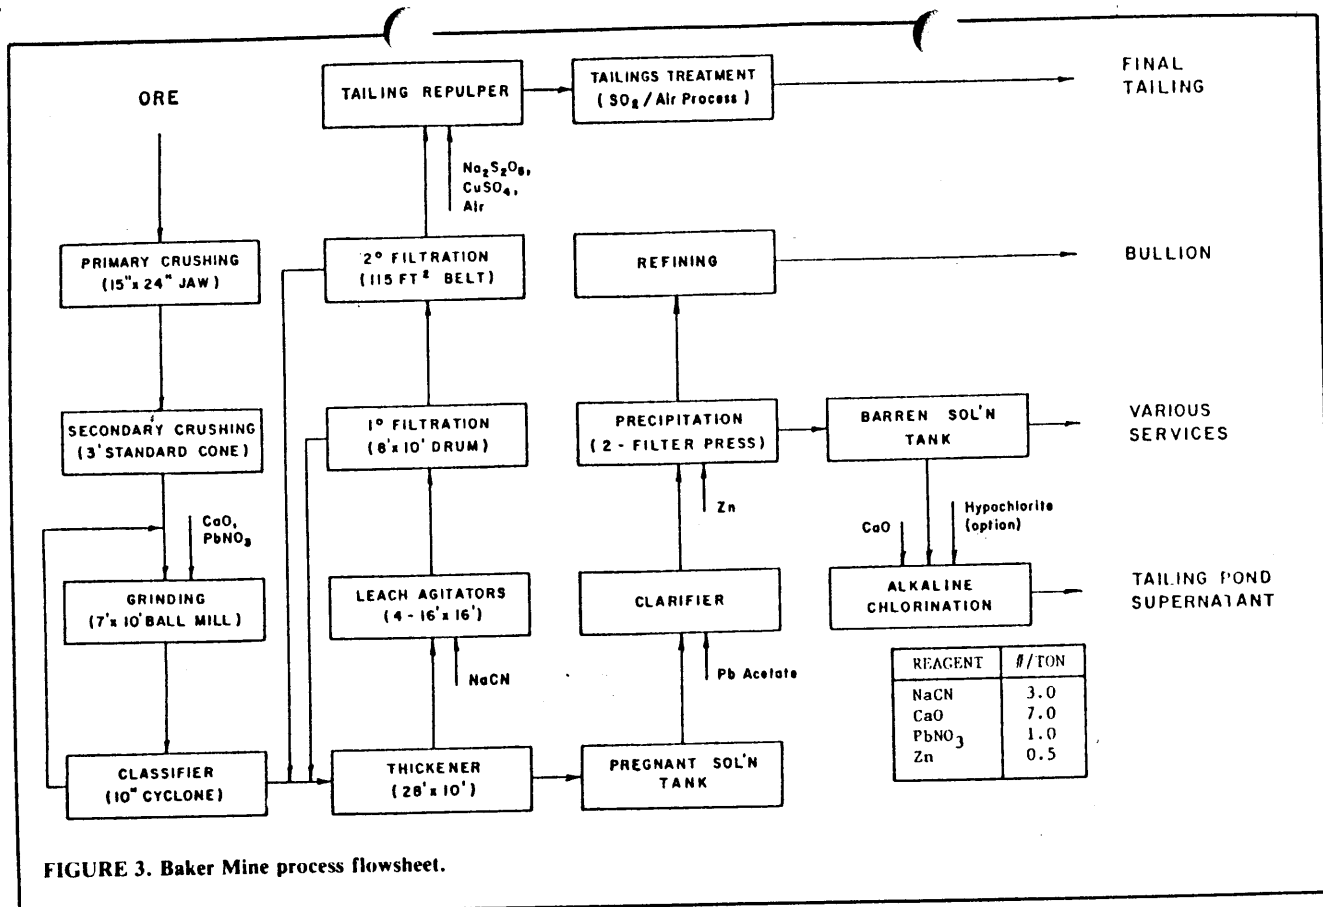 ORE
PRIMARY CRUSHING
(15" x 24" JAW)
SECONDARY CRUSHING
(3' STANDARD CONE)
CaO,
PbNO₃
GRINDING
(7' x 10' BALL MILL)
CLASSIFIER
(10" CYCLONE)
TAILING REPULPER
Na₂S₂O₅,
CuSO₄,
Air
2° FILTRATION
(115 FT² BELT)
1° FILTRATION
(8' x 10' DRUM)
LEACH AGITATORS
(4 - 16' x 16')
NaCN
THICKENER
(28' x 10')
TAILINGS TREATMENT
(SO₂ / Air Process)
REFINING
PRECIPITATION
(2 - FILTER PRESS)
Zn
CLARIFIER
Pb Acetate
PREGNANT SOL'N
TANK
BARREN SOL'N
TANK
CaO
Hypochlorite
(option)
ALKALINE
CHLORINATION
FINAL
TAILING
BULLION
VARIOUS
SERVICES
TAILING POND
SUPERNATANT
REAGENT #/TON
NaCN 3.0
CaO 7.0
PbNO₃ 1.0
Zn 0.5
FIGURE 3. Baker Mine process flowsheet.